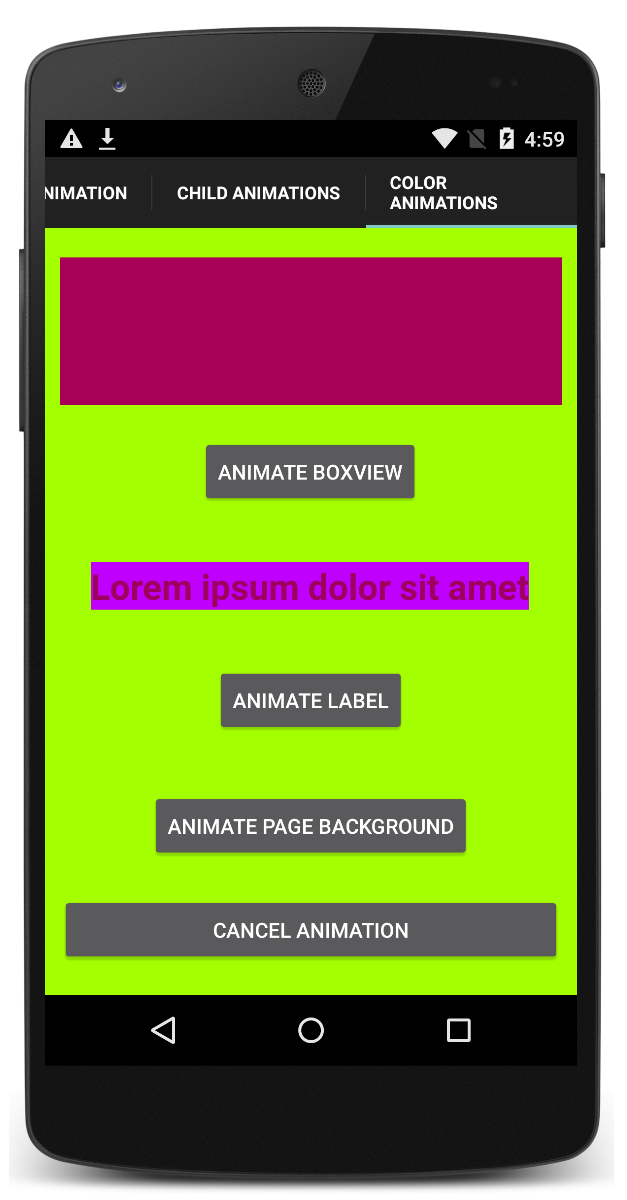 4:59
NIMATION
CHILD ANIMATIONS
COLOR
ANIMATIONS
ANIMATE BOXVIEW
Lorem ipsum dolor sit amet
ANIMATE LABEL
ANIMATE PAGE BACKGROUND
CANCEL ANIMATION